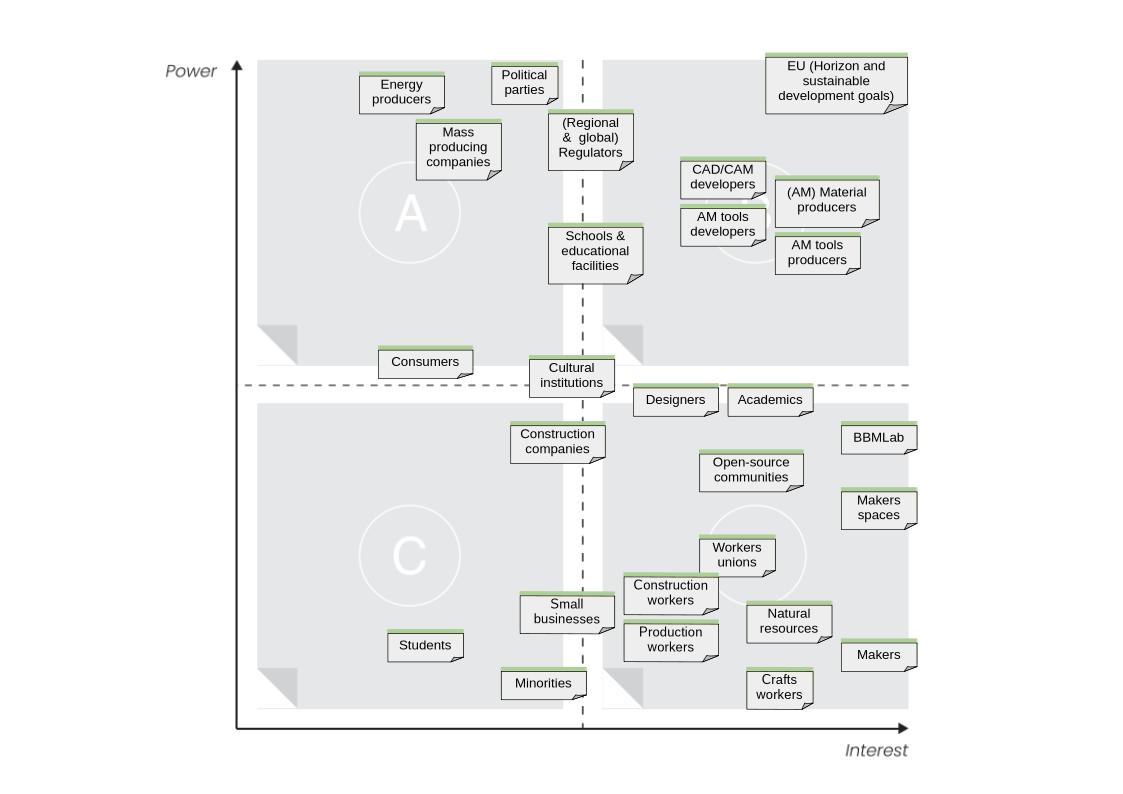 Power
Energy
producers
Political
parties
EU (Horizon and
sustainable
development goals)
Mass
producing
companies
(Regional
& global)
Regulators
CAD/CAM
developers
(AM) Material
producers
A
AM tools
developers
AM tools
producers
Schools &
educational
facilities
Consumers
Cultural
institutions
Designers
Academics
Construction
companies
BBMLab
Open-source
communities
Makers
spaces
C
Workers
unions
Construction
workers
Small
businesses
Natural
resources
Production
workers
Students
Makers
Minorities
Crafts
workers
Interest